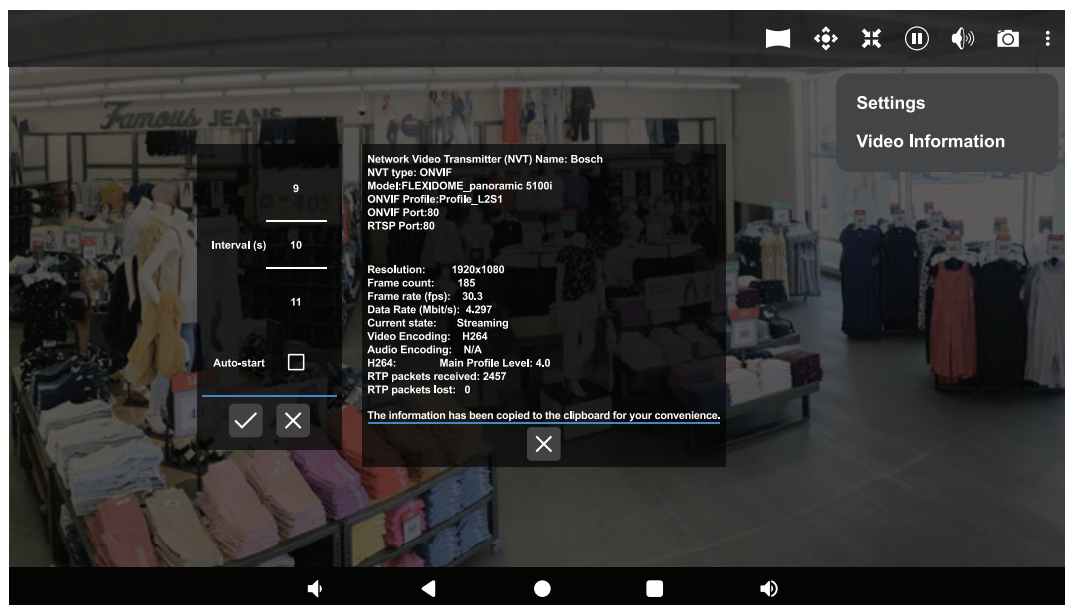 Settings
Video Information
Famous JEANS
9
Interval (s) 10
11
Auto-start
Network Video Transmitter (NVT) Name: Bosch
NVT type: ONVIF
Model:FLEXIDOME_panoramic 5100i
ONVIF Profile:Profile_L2S1
ONVIF Port:80
RTSP Port:80
Resolution: 1920x1080
Frame count: 185
Frame rate (fps): 30.3
Data Rate (Mbit/s): 4.297
Current state: Streaming
Video Encoding: H264
Audio Encoding: N/A
H264: Main Profile Level: 4.0
RTP packets received: 2457
RTP packets lost: 0
The information has been copied to the clipboard for your convenience.